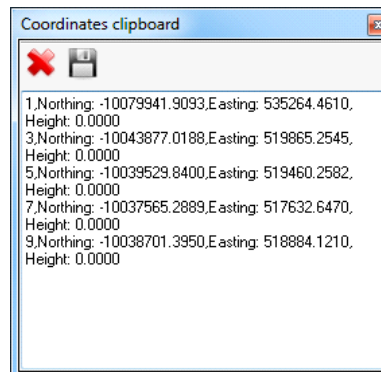 Coordinates clipboard
1,Northing: -10079941.9093,Easting: 535264.4610,
Height: 0.0000
3,Northing: -10043877.0188,Easting: 519865.2545,
Height: 0.0000
5,Northing: -10039529.8400,Easting: 519460.2582,
Height: 0.0000
7,Northing: -10037565.2889,Easting: 517632.6470,
Height: 0.0000
9,Northing: -10038701.3950,Easting: 518884.1210,
Height: 0.0000